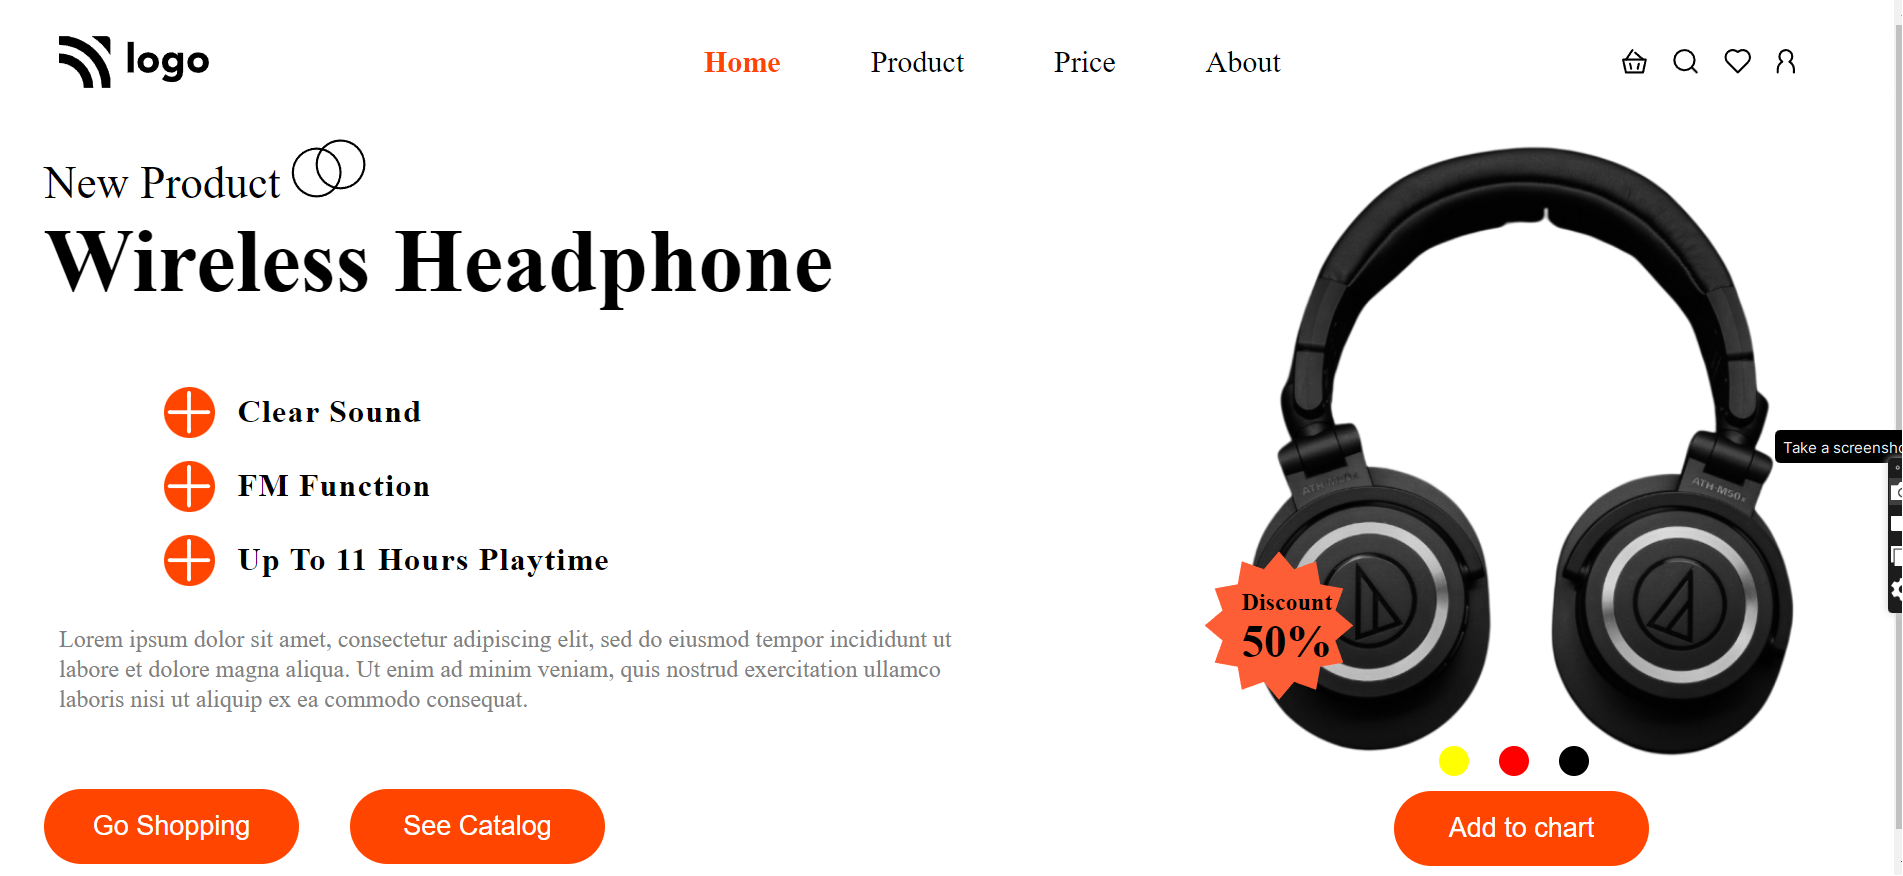 logo
Home Product Price About
New Product
Wireless Headphone
Clear Sound
FM Function
Up To 11 Hours Playtime
Lorem ipsum dolor sit amet, consectetur adipiscing elit, sed do eiusmod tempor incididunt ut
labore et dolore magna aliqua. Ut enim ad minim veniam, quis nostrud exercitation ullamco
laboris nisi ut aliquip ex ea commodo consequat.
Go Shopping
See Catalog
ATH-M50x
ATH-M50x
Take a screensho
Discount
50%
Add to chart